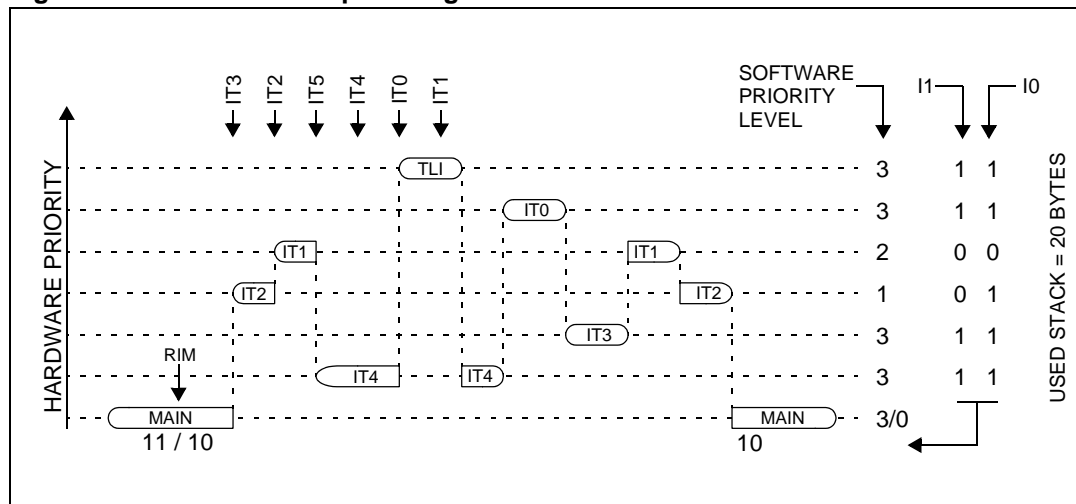 IT3 IT2 IT5 IT4 IT0 IT1
SOFTWARE
PRIORITY
LEVEL
I1 I0
HARDWARE PRIORITY
USED STACK = 20 BYTES
TLI 3 1 1
IT0 3 1 1
IT1 IT1 2 0 0
IT2 IT2 1 0 1
IT3 3 1 1
RIM
IT4 IT4 3 1 1
MAIN MAIN 3/0
11 / 10 10